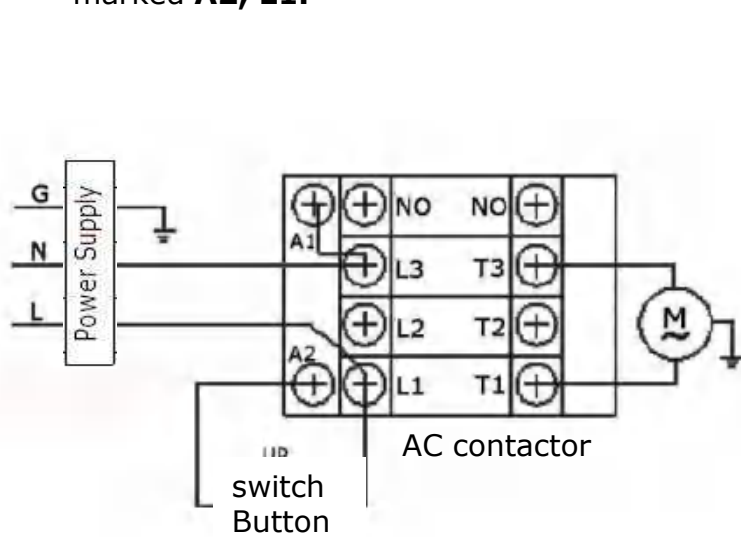 marked A2, L1.
G
N
L
Power Supply
A1
NO NO
L3 T3
L2 T2
A2
L1 T1
M
AC contactor
switch
Button